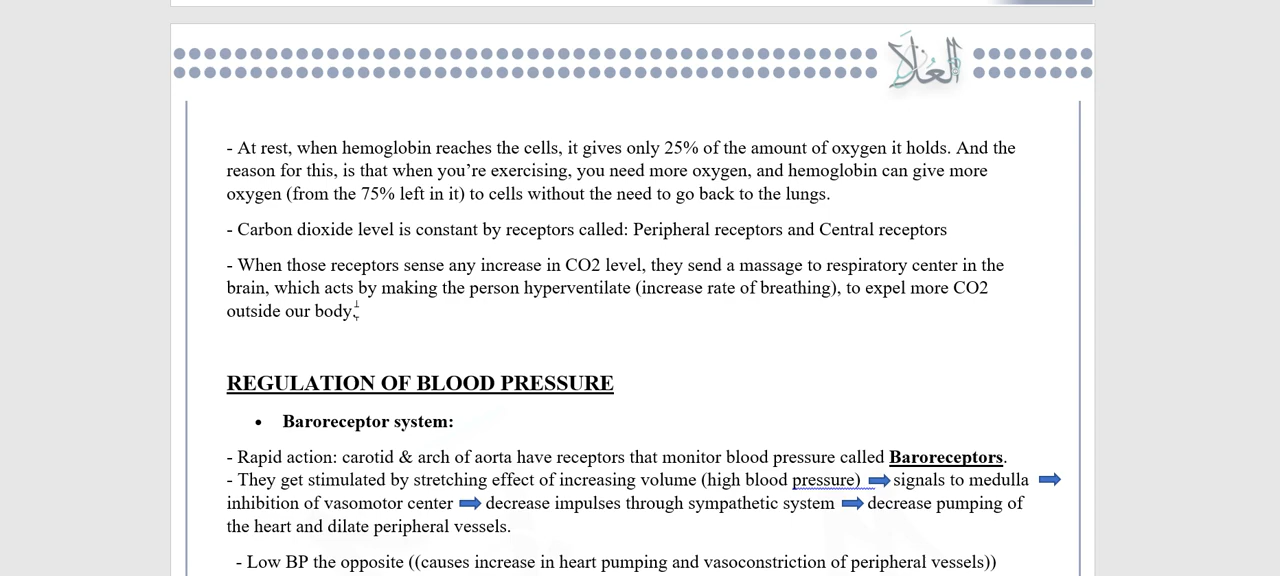 العُلا
- At rest, when hemoglobin reaches the cells, it gives only 25% of the amount of oxygen it holds. And the
reason for this, is that when you’re exercising, you need more oxygen, and hemoglobin can give more
oxygen (from the 75% left in it) to cells without the need to go back to the lungs.
- Carbon dioxide level is constant by receptors called: Peripheral receptors and Central receptors
- When those receptors sense any increase in CO2 level, they send a massage to respiratory center in the
brain, which acts by making the person hyperventilate (increase rate of breathing), to expel more CO2
outside our body.
REGULATION OF BLOOD PRESSURE
• Baroreceptor system:
- Rapid action: carotid & arch of aorta have receptors that monitor blood pressure called Baroreceptors.
- They get stimulated by stretching effect of increasing volume (high blood pressure) ➡ signals to medulla ➡
inhibition of vasomotor center ➡ decrease impulses through sympathetic system ➡ decrease pumping of
the heart and dilate peripheral vessels.
- Low BP the opposite ((causes increase in heart pumping and vasoconstriction of peripheral vessels))